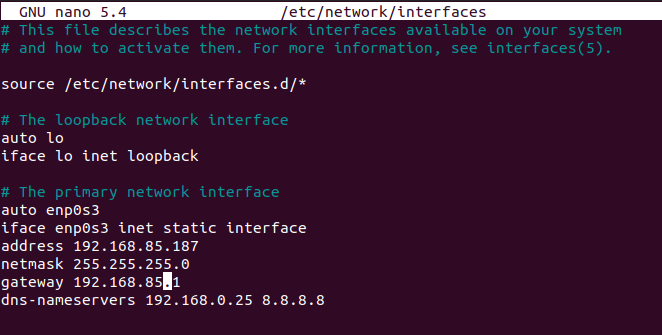 GNU nano 5.4 /etc/network/interfaces
# This file describes the network interfaces available on your system
# and how to activate them. For more information, see interfaces(5).
source /etc/network/interfaces.d/*
# The loopback network interface
auto lo
iface lo inet loopback
# The primary network interface
auto enp0s3
iface enp0s3 inet static interface
address 192.168.85.187
netmask 255.255.255.0
gateway 192.168.85.1
dns-nameservers 192.168.0.25 8.8.8.8